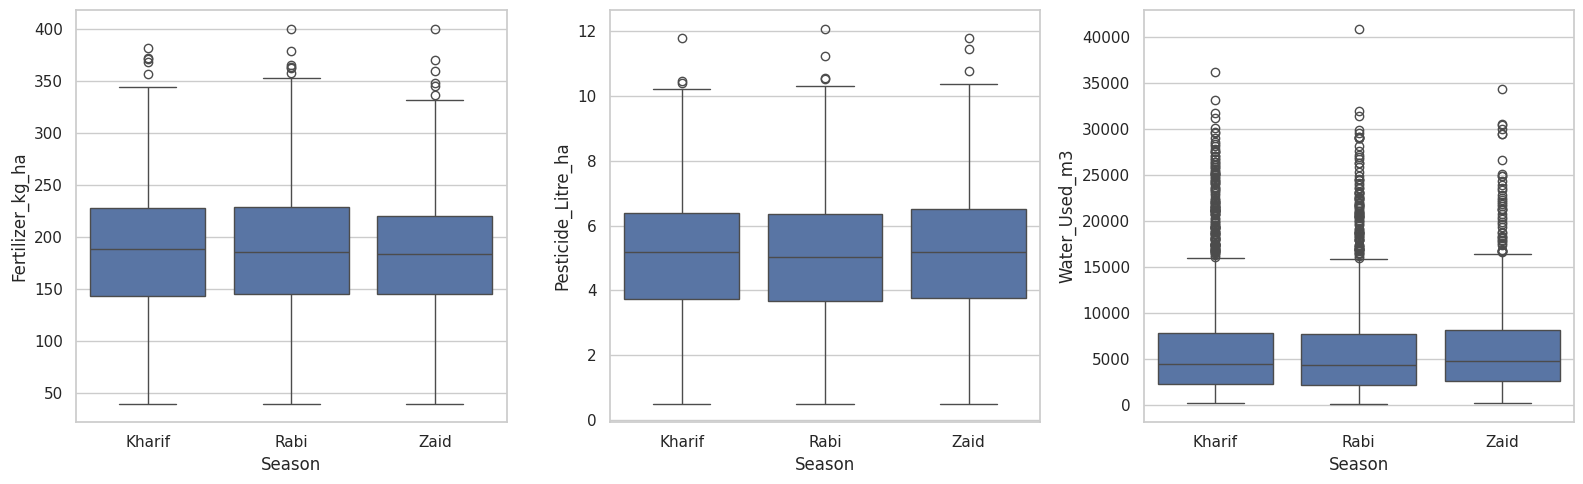 400
350
300
250
200
150
100
50
Fertilizer_kg_ha
Kharif Rabi Zaid
Season
12
10
8
6
4
2
0
Pesticide_Litre_ha
Kharif Rabi Zaid
Season
40000
35000
30000
25000
20000
15000
10000
5000
0
Water_Used_m3
Kharif Rabi Zaid
Season